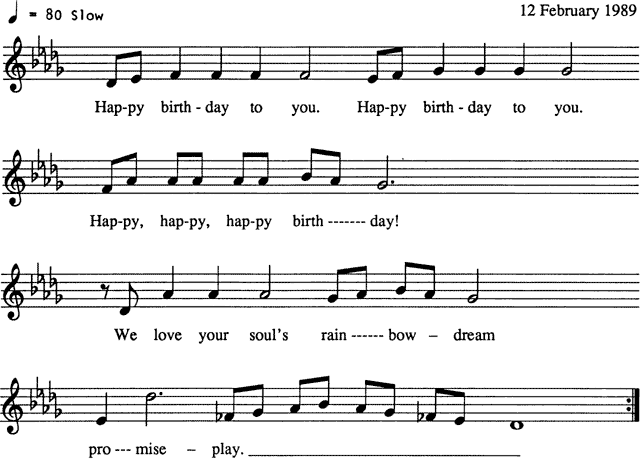 ♩ = 80 Slow
12 February 1989
Hap-py birth - day to you. Hap-py birth - day to you.
Hap-py, hap-py, hap-py birth ------- day!
We love your soul's rain ------ bow – dream
pro --- mise – play.